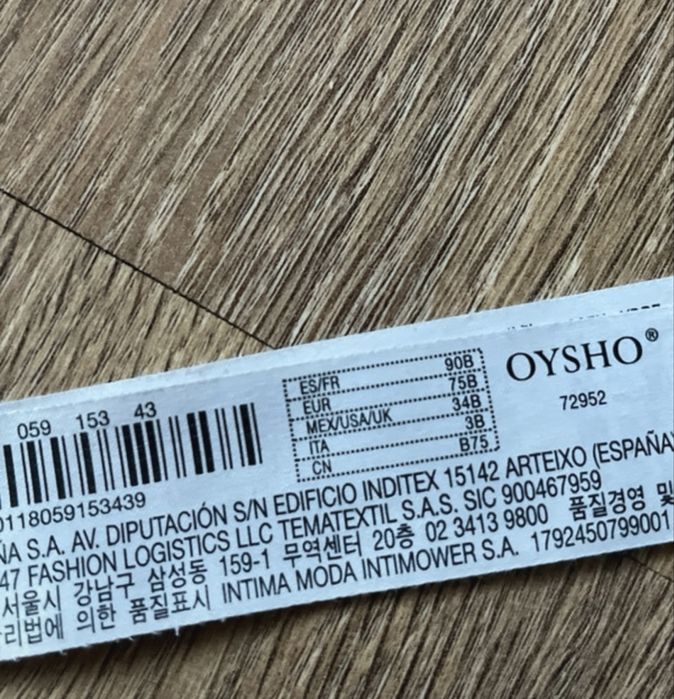 059 153 43
0118059153439
ES/FR 90B
EUR 75B
MEX/USA/UK 34B
ITA 3B
CN B75
OYSHO®
72952
ÑA S.A. AV. DIPUTACIÓN S/N EDIFICIO INDITEX 15142 ARTEIXO (ESPAÑA)
47 FASHION LOGISTICS LLC TEMATEXTIL S.A.S. SIC 900467959
서울시 강남구 삼성동 159-1 무역센터 20층 02 3413 9800 품질경영 및
리법에 의한 품질표시 INTIMA MODA INTIMOWER S.A. 1792450799001